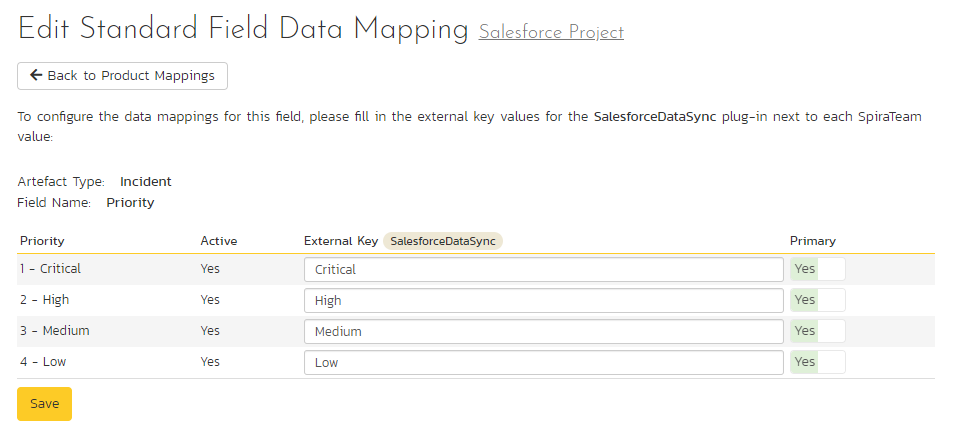 Edit Standard Field Data Mapping Salesforce Project
Back to Product Mappings
To configure the data mappings for this field, please fill in the external key values for the SalesforceDataSync plug-in next to each SpiraTeam
value:
Artefact Type: Incident
Field Name: Priority
Priority Active External Key SalesforceDataSync Primary
1 - Critical Yes Critical Yes
2 - High Yes High Yes
3 - Medium Yes Medium Yes
4 - Low Yes Low Yes
Save